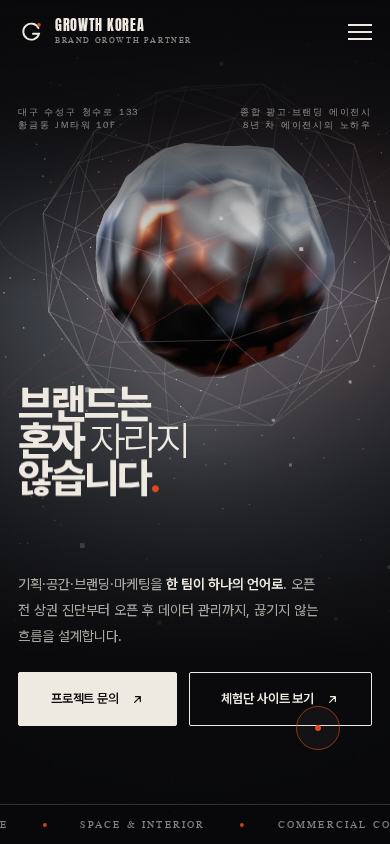 GROWTH KOREA
BRAND GROWTH PARTNER
대구 수성구 청수로 133
황금동 JM타워 10F
종합 광고·브랜딩 에이전시
8년 차 에이전시의 노하우
브랜드는
혼자 자라지
않습니다.
기획·공간·브랜딩·마케팅을 한 팀이 하나의 언어로. 오픈
전 상권 진단부터 오픈 후 데이터 관리까지, 끊기지 않는
흐름을 설계합니다.
프로젝트 문의 ↗
체험단 사이트 보기 ↗
E • SPACE & INTERIOR • COMMERCIAL CO